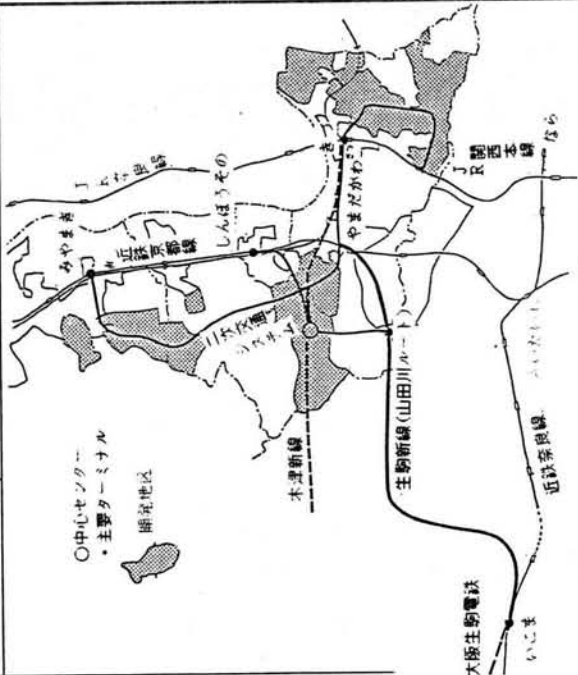 ○中心センター
・主要ターミナル
開発地区
みやまき
JR奈良線
近鉄京都線
しんほうその
やまだがわ
JR関西本線
なら
二次交通システム
木津新線
生駒新線(山田川ルート)
近鉄奈良線
大阪生駒電鉄
いこま